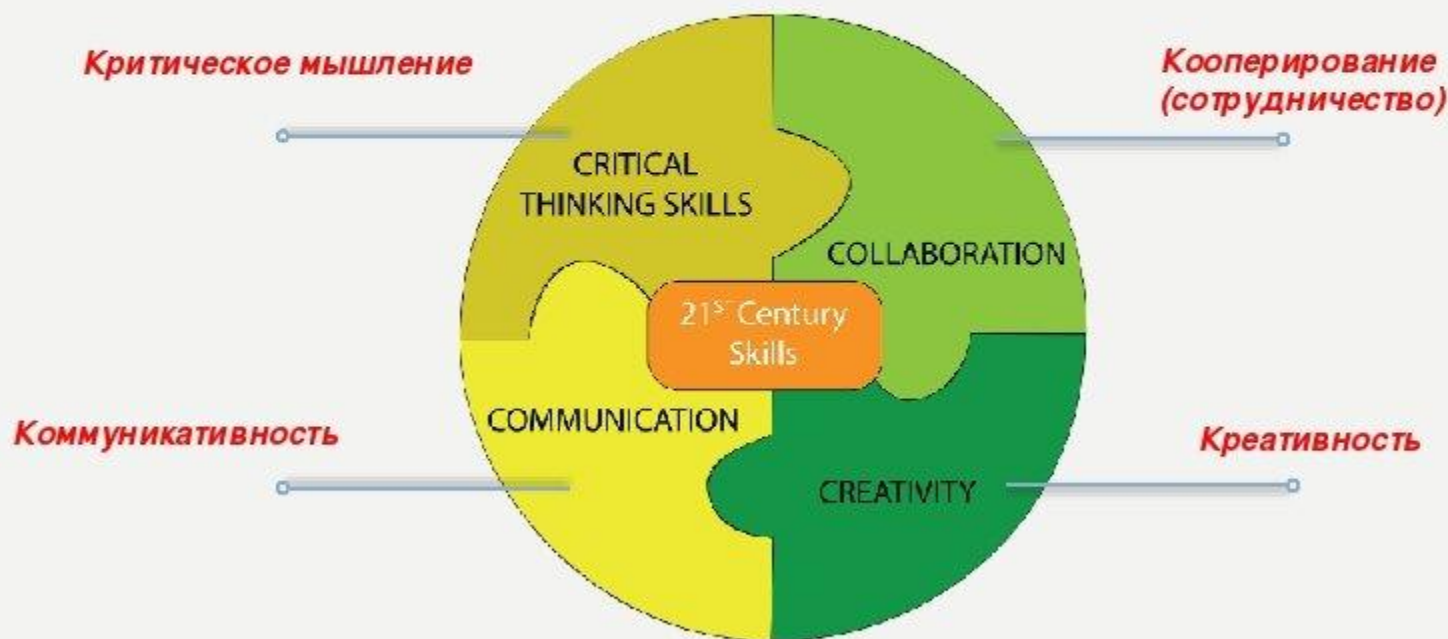 Критическое мышление
Кооперирование
(сотрудничество)
CRITICAL
THINKING SKILLS
COLLABORATION
21ST Century
Skills
COMMUNICATION
Коммуникативность
Креативность
CREATIVITY